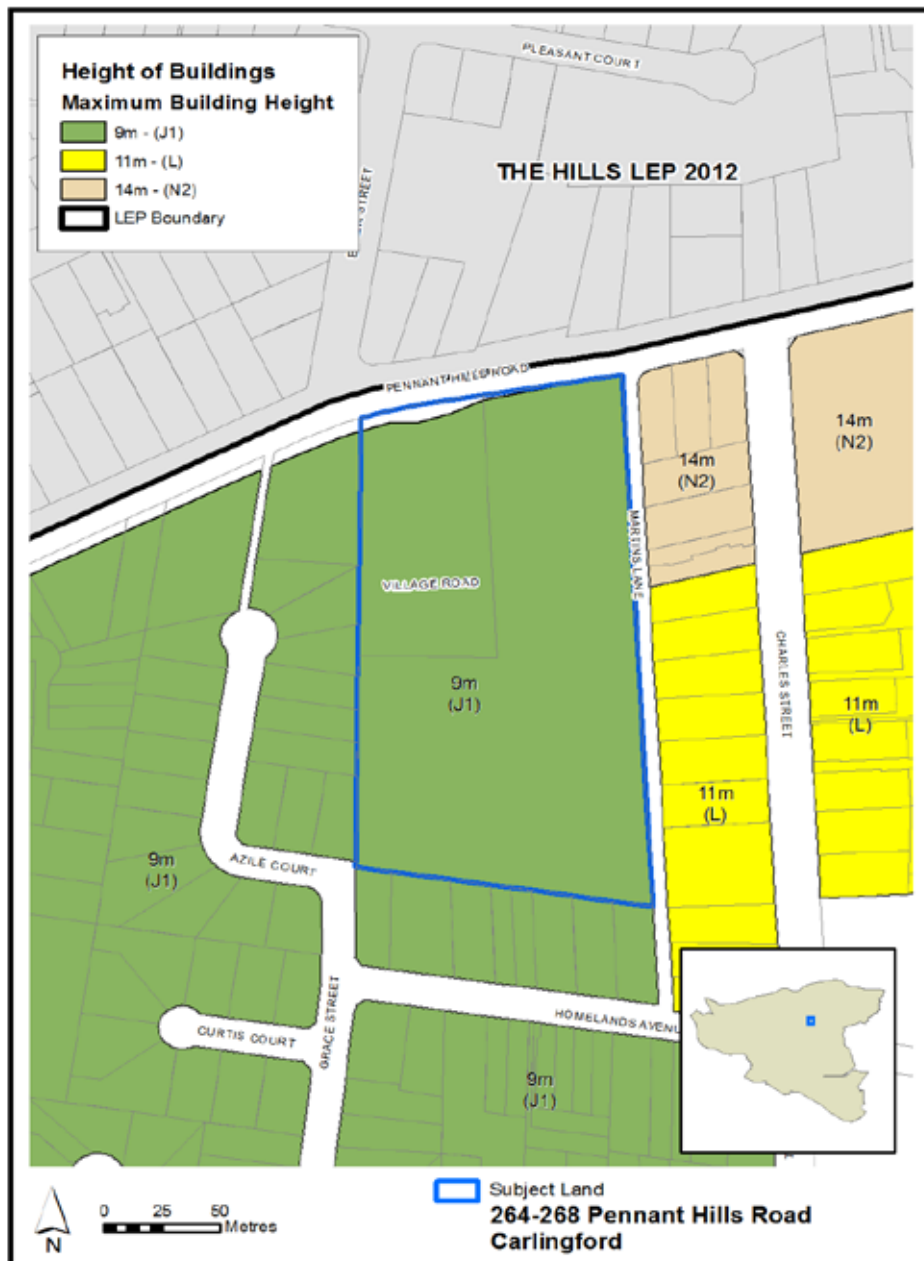 Height of Buildings
Maximum Building Height
9m - (J1)
11m - (L)
14m - (N2)
LEP Boundary
PLEASANT COURT
THE HILLS LEP 2012
STREET
PENNANT HILLS ROAD
14m
(N2)
14m
(N2)
MARTINS LANE
VILLAGE ROAD
CHARLES STREET
9m
(J1)
11m
(L)
11m
(L)
9m
(J1)
AZILE COURT
GRACE STREET
CURTIS COURT
HOMELANDS AVENU
9m
(J1)
N
0 25 50
Metres
Subject Land
264-268 Pennant Hills Road
Carlingford